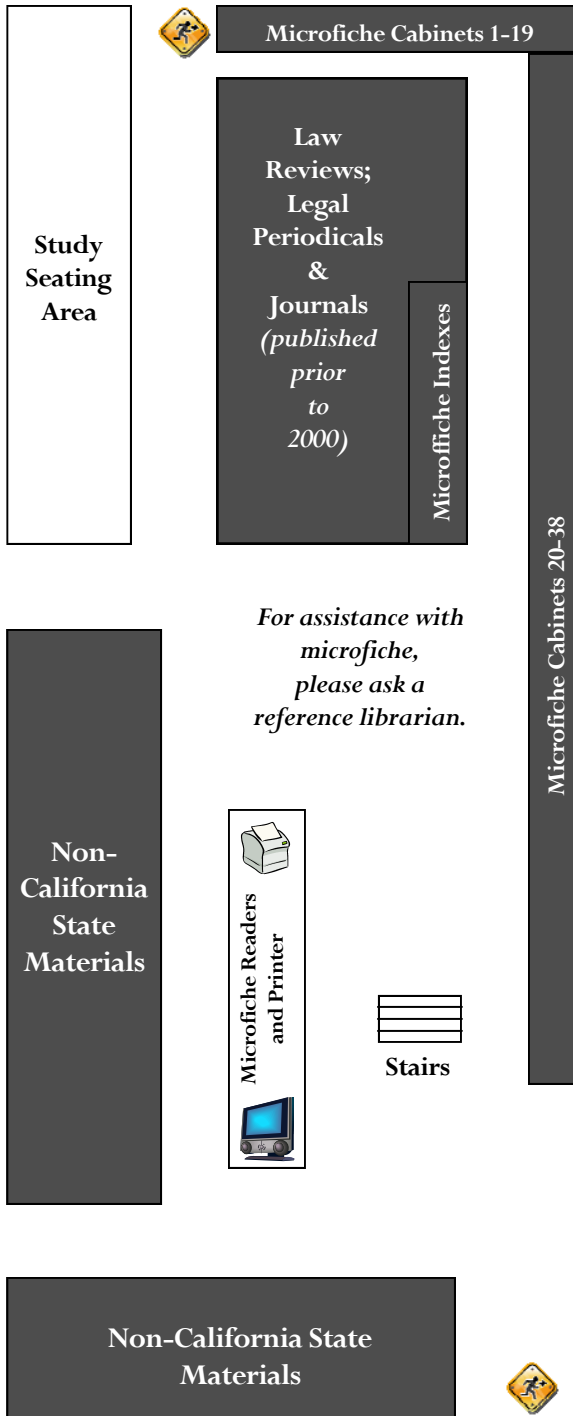 Microfiche Cabinets 1-19
Study
Seating
Area
Law
Reviews;
Legal
Periodicals
&
Journals
(published
prior
to
2000)
Microffiche Indexes
Microfiche Cabinets 20-38
For assistance with
microfiche,
please ask a
reference librarian.
Non-
California
State
Materials
Microfiche Readers
and Printer
Stairs
Non-California State
Materials